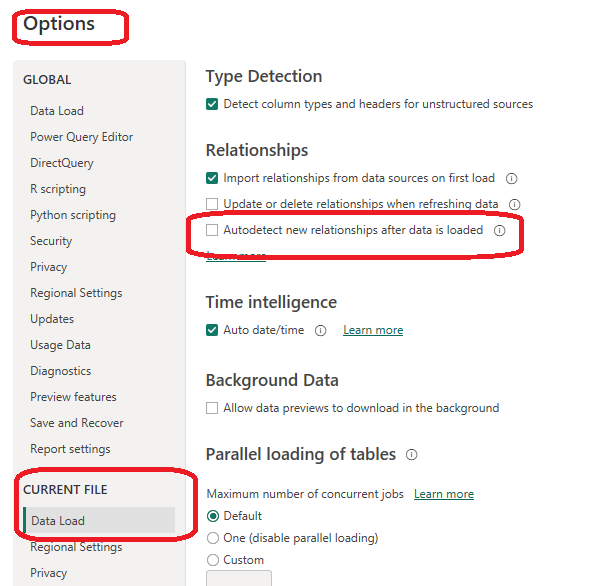 Options
GLOBAL
Data Load
Power Query Editor
DirectQuery
R scripting
Python scripting
Security
Privacy
Regional Settings
Updates
Usage Data
Diagnostics
Preview features
Save and Recover
Report settings
CURRENT FILE
Data Load
Regional Settings
Privacy
Type Detection
Detect column types and headers for unstructured sources
Relationships
Import relationships from data sources on first load
Update or delete relationships when refreshing data
Autodetect new relationships after data is loaded
Learn more
Time intelligence
Auto date/time Learn more
Background Data
Allow data previews to download in the background
Parallel loading of tables
Maximum number of concurrent jobs Learn more
Default
One (disable parallel loading)
Custom